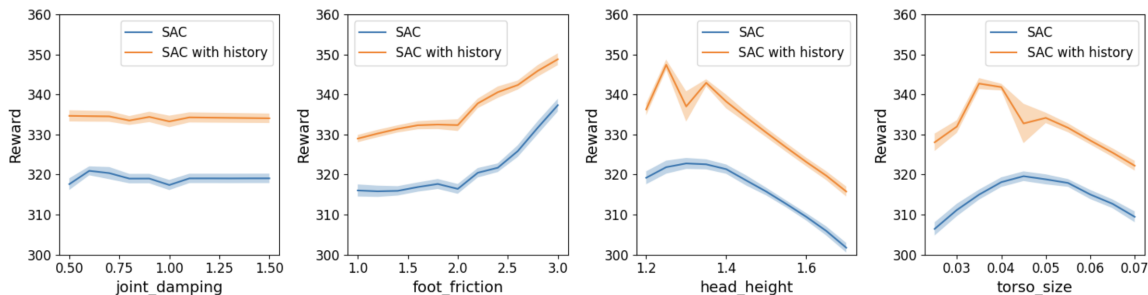 360
350
340
330
320
310
300
Reward
0.50 0.75 1.00 1.25 1.50
joint_damping
SAC
SAC with history
360
350
340
330
320
310
300
Reward
1.0 1.5 2.0 2.5 3.0
foot_friction
SAC
SAC with history
360
350
340
330
320
310
300
Reward
1.2 1.4 1.6
head_height
SAC
SAC with history
360
350
340
330
320
310
300
Reward
0.03 0.04 0.05 0.06 0.07
torso_size
SAC
SAC with history